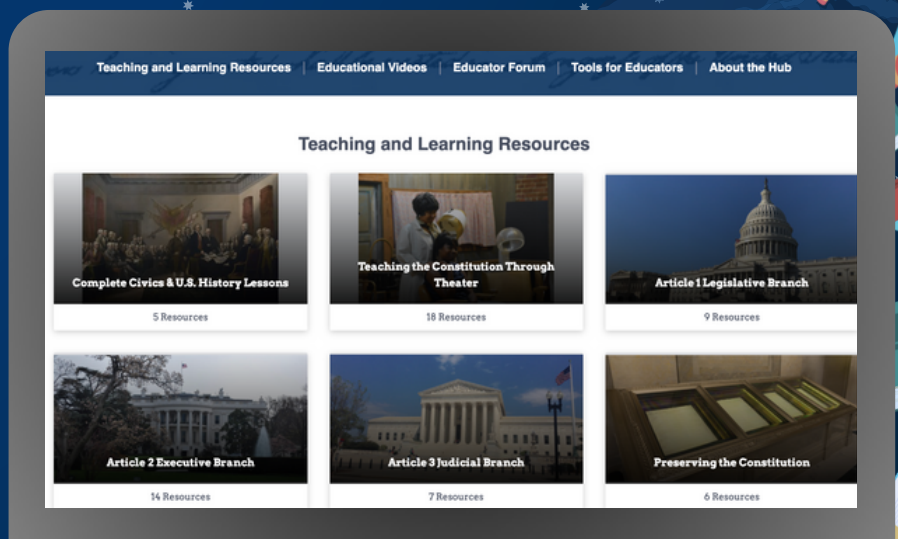 Teaching and Learning Resources | Educational Videos | Educator Forum | Tools for Educators | About the Hub
Teaching and Learning Resources
Complete Civics & U.S. History Lessons
5 Resources
Teaching the Constitution Through
Theater
18 Resources
Article 1 Legislative Branch
9 Resources
Article 2 Executive Branch
14 Resources
Article 3 Judicial Branch
7 Resources
Preserving the Constitution
6 Resources